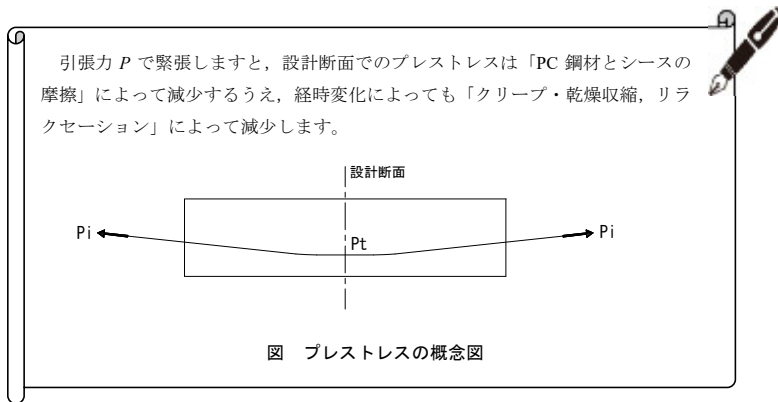 引張力 P で緊張しますと，設計断面でのプレストレスは「PC 鋼材とシースの
摩擦」によって減少するうえ，経時変化によっても「クリープ・乾燥収縮，リラ
クセーション」によって減少します。
設計断面
Pi
Pt
Pi
図　プレストレスの概念図